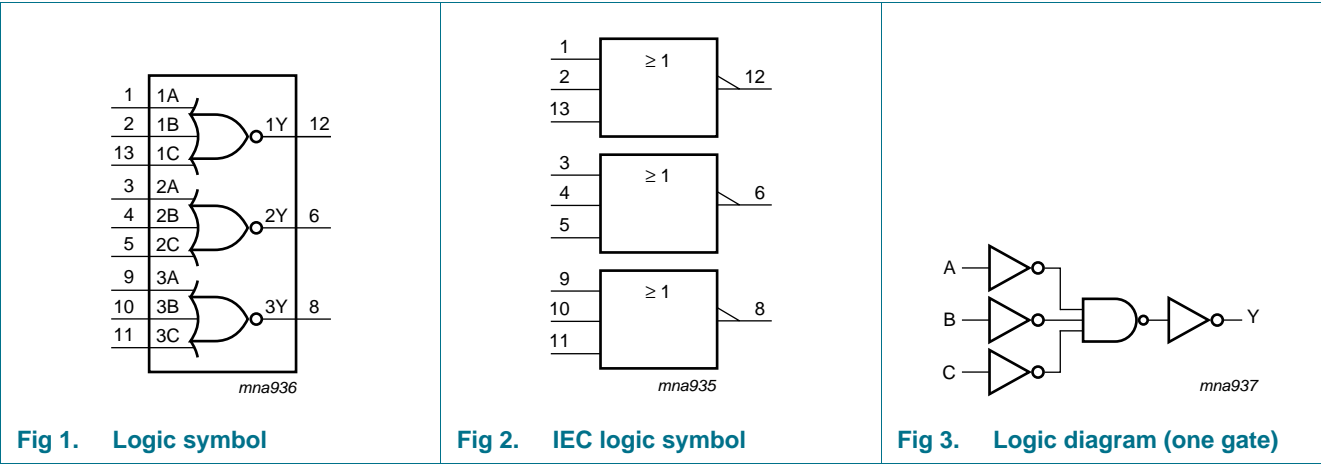 1 1A
2 1B 1Y 12
13 1C
3 2A
4 2B 2Y 6
5 2C
9 3A
10 3B 3Y 8
11 3C
mna936
Fig 1. Logic symbol
1 ≥ 1
2 12
13
3 ≥ 1
4 6
5
9 ≥ 1
10 8
11
mna935
Fig 2. IEC logic symbol
A
B Y
C
mna937
Fig 3. Logic diagram (one gate)